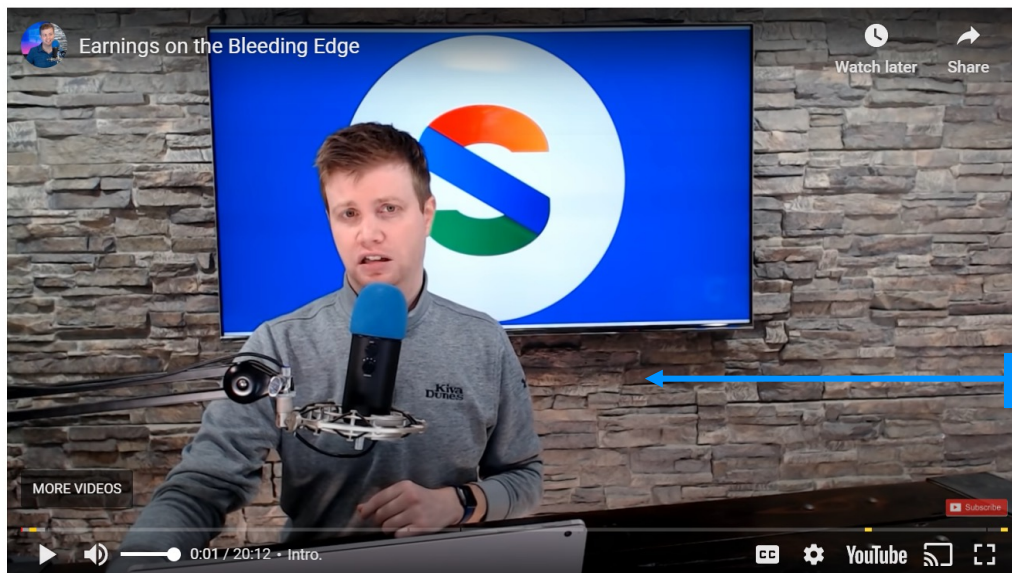 Earnings on the Bleeding Edge
Watch later
Share
Kiva
Dunes
MORE VIDEOS
Subscribe
0:01 / 20:12 • Intro.
CC
YouTube